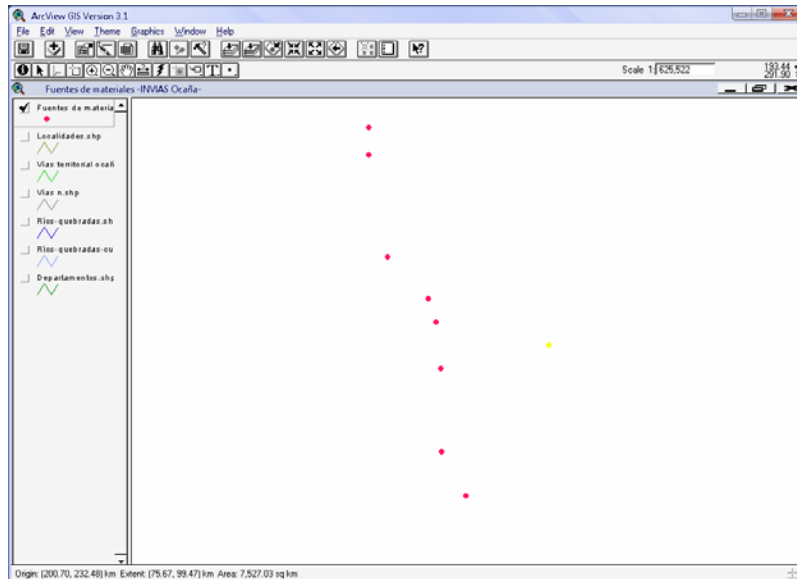 ArcView GIS Version 3.1
File Edit View Theme Graphics Window Help
Scale 1: 625,522
193.44
291.90
Fuentes de materiales -INVIAS Ocaña-
Fuentes de materia
Localidades.shp
Vias territorial ocañ
Vias n.shp
Rios-quebradas.sh
Rios-quebradas-cu
Departamentos.shp
Origin: (200.70, 232.48) km Extent: (75.67, 99.47) km Area: 7,527.03 sq km